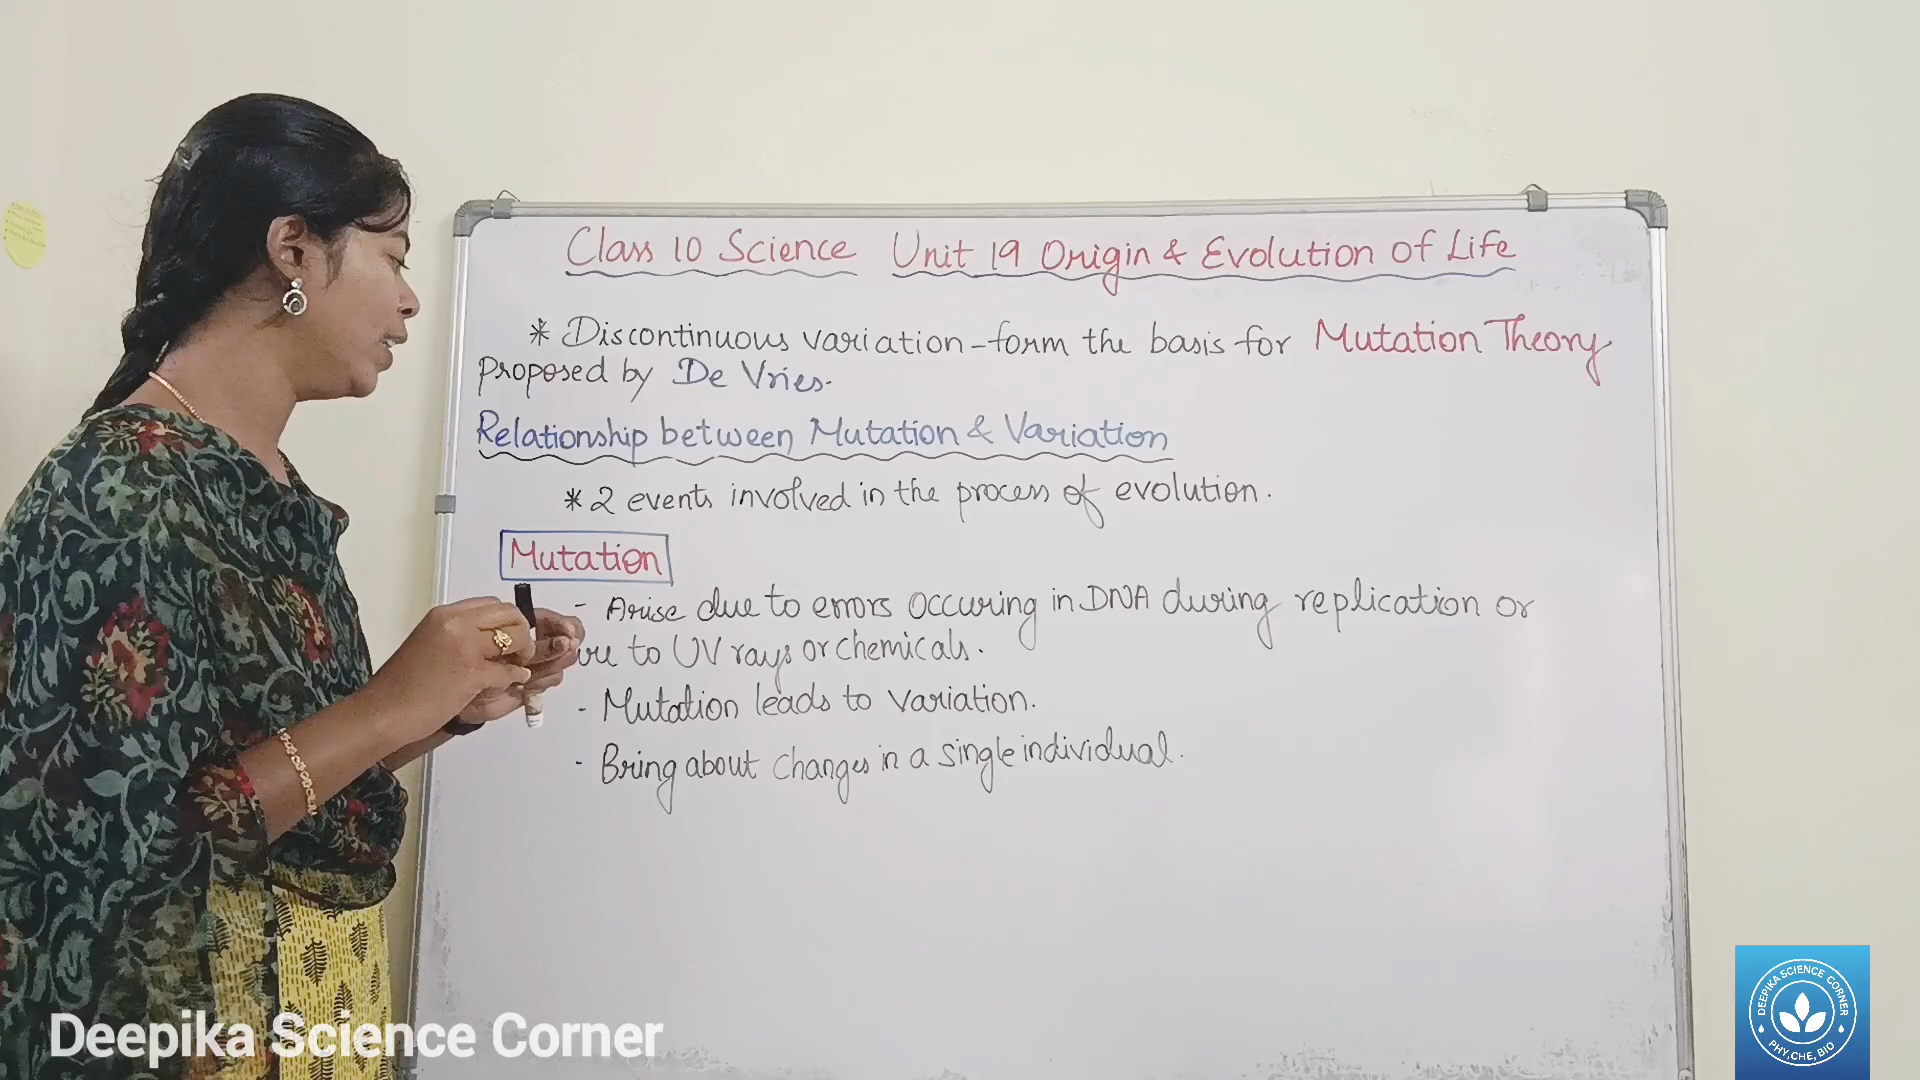 Class 10 Science Unit 19 Origin & Evolution of Life
* Discontinuous variation - form the basis for Mutation Theory
proposed by De Vries.
Relationship between Mutation & Variation
* 2 events involved in the process of evolution.
Mutation
- Arise due to errors occuring in DNA during replication or
to UV rays or chemicals.
- Mutation leads to variation.
- Bring about changes in a single individual.
Deepika Science Corner
DEEPIKA SCIENCE CORNER
PHY, CHE, BIO